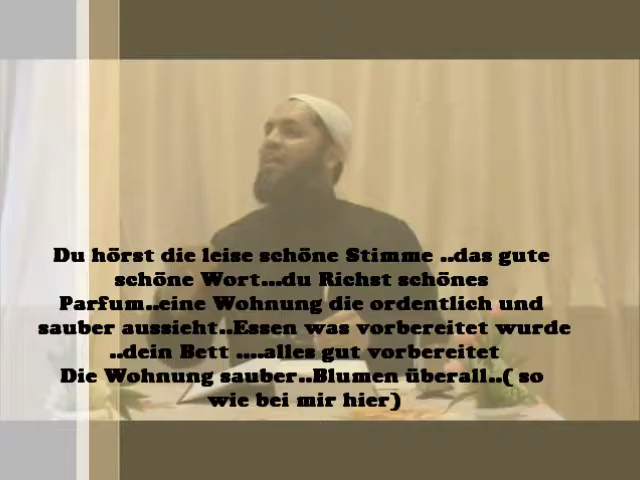 Du hörst die leise schöne Stimme ..das gute
schöne Wort...du Richst schönes
Parfum..eine Wohnung die ordentlich und
sauber aussieht..Essen was vorbereitet wurde
..dein Bett ....alles gut vorbereitet
Die Wohnung sauber..Blumen überall..( so
wie bei mir hier)